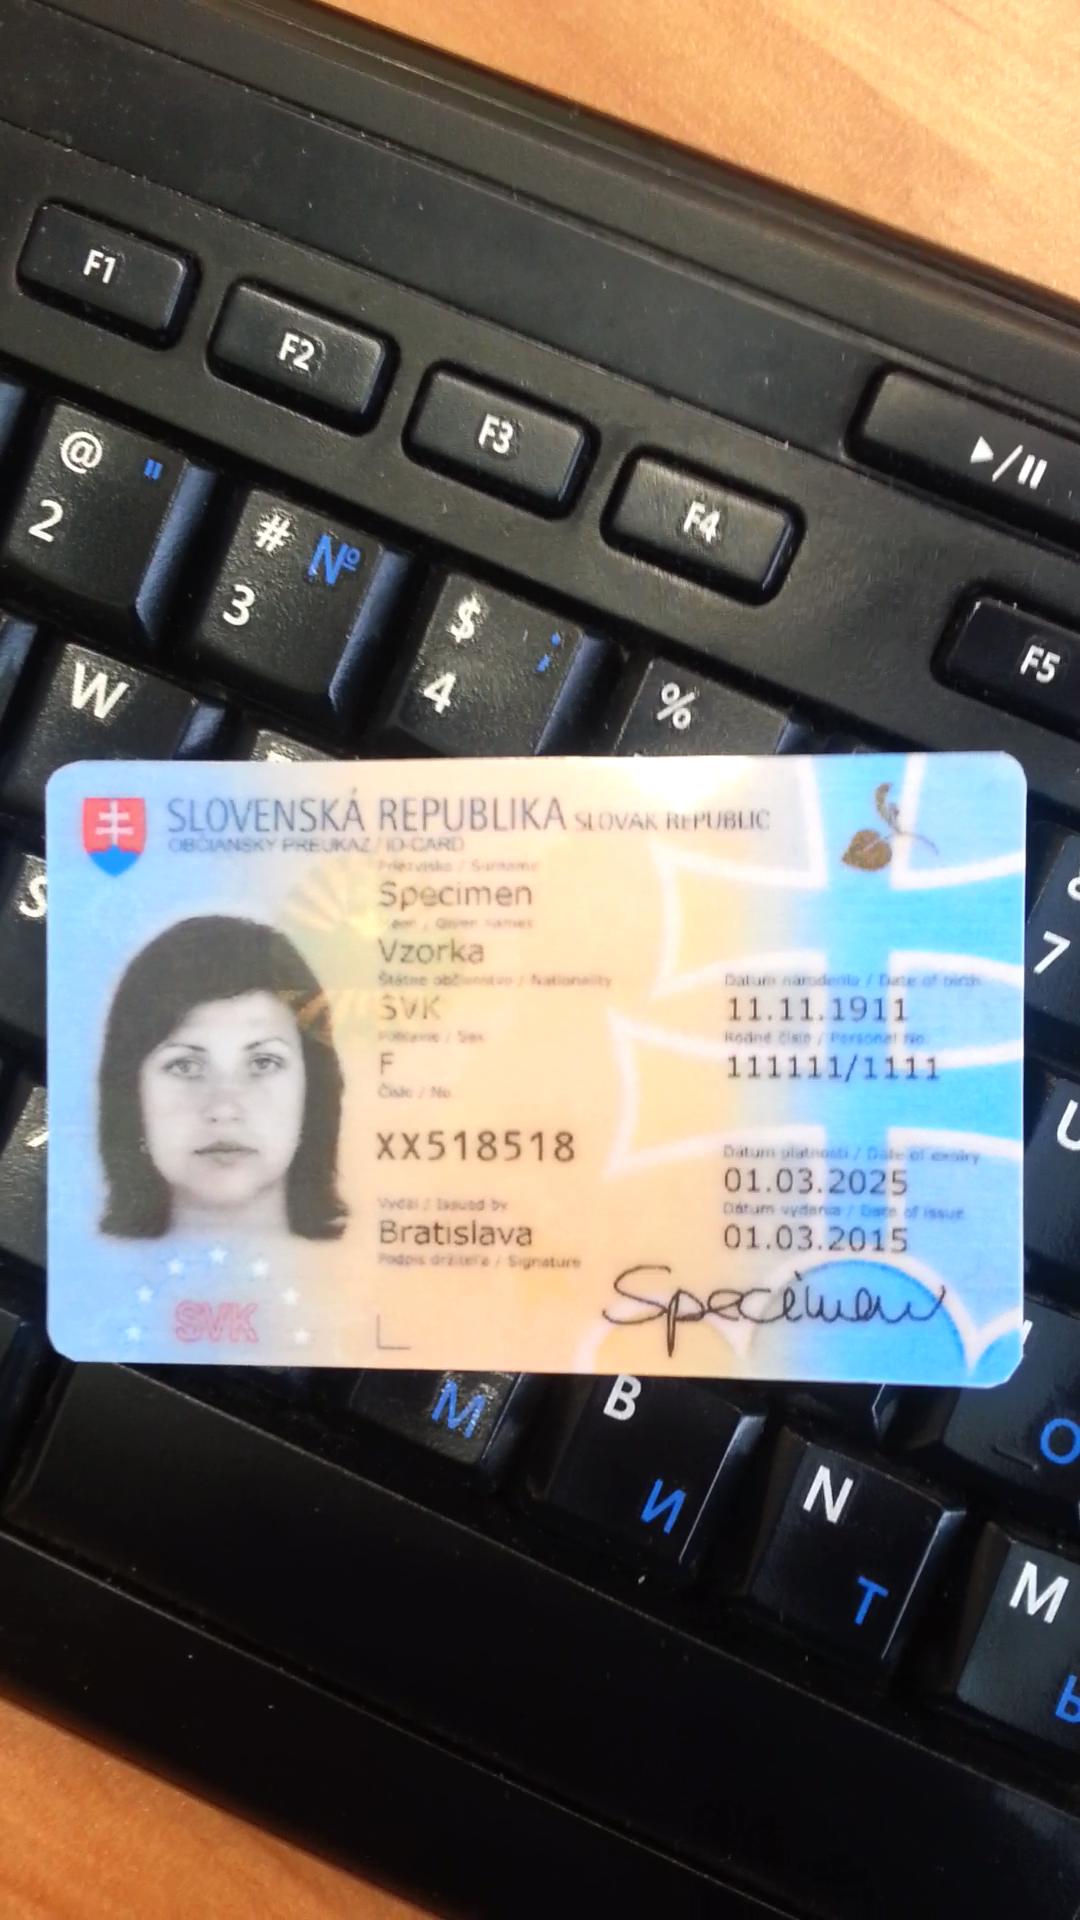 F1
F2
F3
F4
F5
▶/II
@ "
2
# №
3
$ ;
4
%
W
S
7
U
SLOVENSKÁ REPUBLIKA SLOVAK REPUBLIC
OBČIANSKY PREUKAZ / ID-CARD
Priezvisko / Surname
Specimen
Meno / Given names
Vzorka
Štátne občianstvo / Nationality
SVK
Pohlavie / Sex
F
Číslo / No.
XX518518
Vydal / Issued by
Bratislava
Podpis držiteľa / Signature
Dátum narodenia / Date of birth
11.11.1911
Rodné číslo / Personal No.
111111/1111
Dátum platnosti / Date of expiry
01.03.2025
Dátum vydania / Date of issue
01.03.2015
Specimen
SVK
М
B
И
N
Т
M
Ь
О